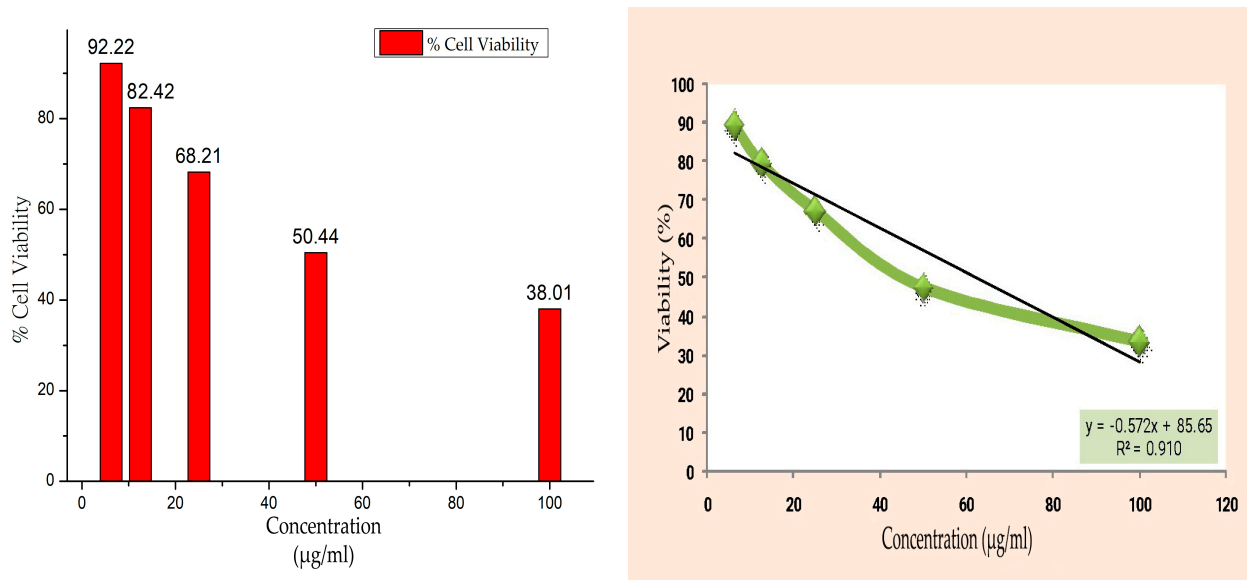 % Cell Viability
92.22
82.42
68.21
50.44
38.01
80
60
40
20
0
% Cell Viability
0 20 40 60 80 100
Concentration
(µg/ml)
100
90
80
70
60
50
40
30
20
10
0
Viability (%)
y = -0.572x + 85.65
R² = 0.910
0 20 40 60 80 100 120
Concentration (µg/ml)